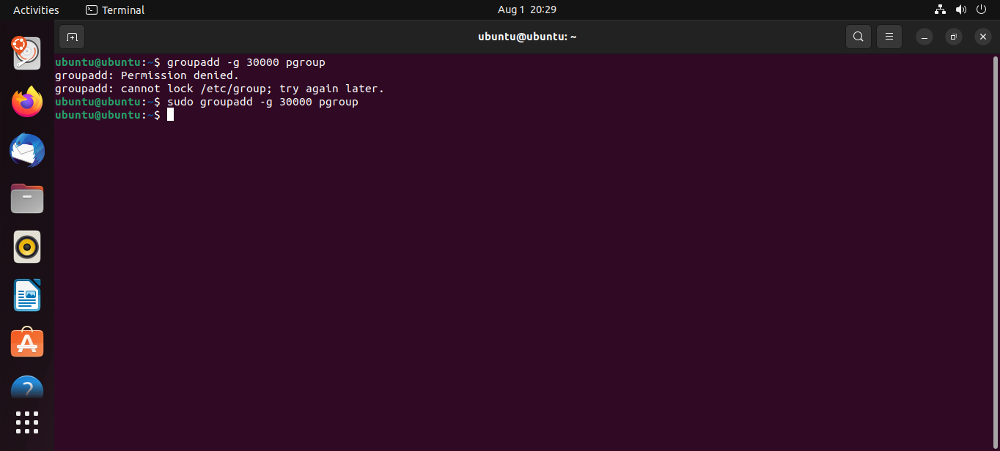 Activities
Terminal
Aug 1 20:29
ubuntu@ubuntu: ~
ubuntu@ubuntu:~$ groupadd -g 30000 pgroup
groupadd: Permission denied.
groupadd: cannot lock /etc/group; try again later.
ubuntu@ubuntu:~$ sudo groupadd -g 30000 pgroup
ubuntu@ubuntu:~$